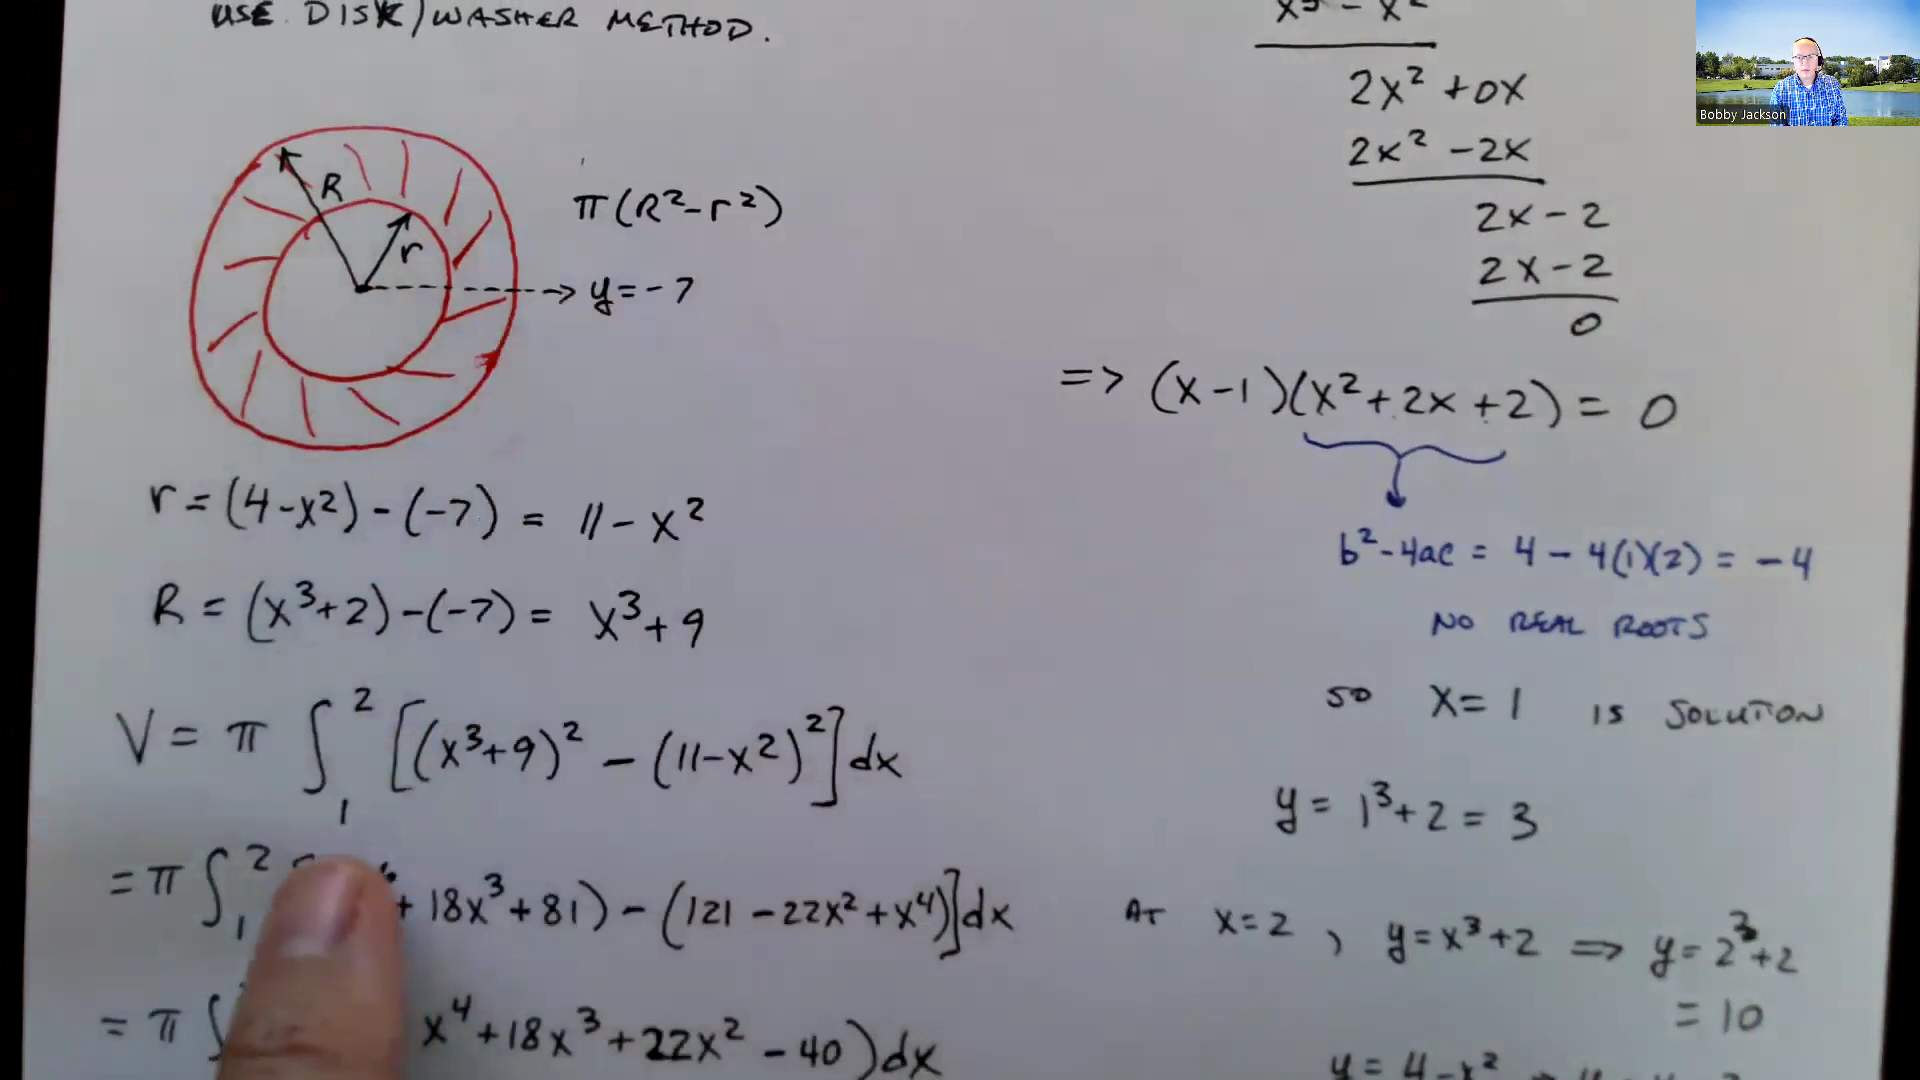 USE DISK/WASHER METHOD.
R
r
π(R²-r²)
y=-7
r = (4-x²) - (-7) = 11 - x²
R = (x³+2) - (-7) = x³+9
V = π ∫₁² [(x³+9)² - (11-x²)²] dx
= π ∫₁² + 18x³ + 81) - (121 - 22x² + x⁴)] dx
= π ∫ x⁴ + 18x³ + 22x² - 40) dx
x³ - x²
2x² + 0x
2x² - 2x
2x - 2
2x - 2
0
=> (x-1)(x²+2x+2) = 0
b²-4ac = 4 - 4(1)(2) = -4
NO REAL ROOTS
SO x = 1 IS SOLUTION
y = 1³+2 = 3
AT x=2, y=x³+2 => y=2³+2
= 10
y = 4-x²
Bobby Jackson